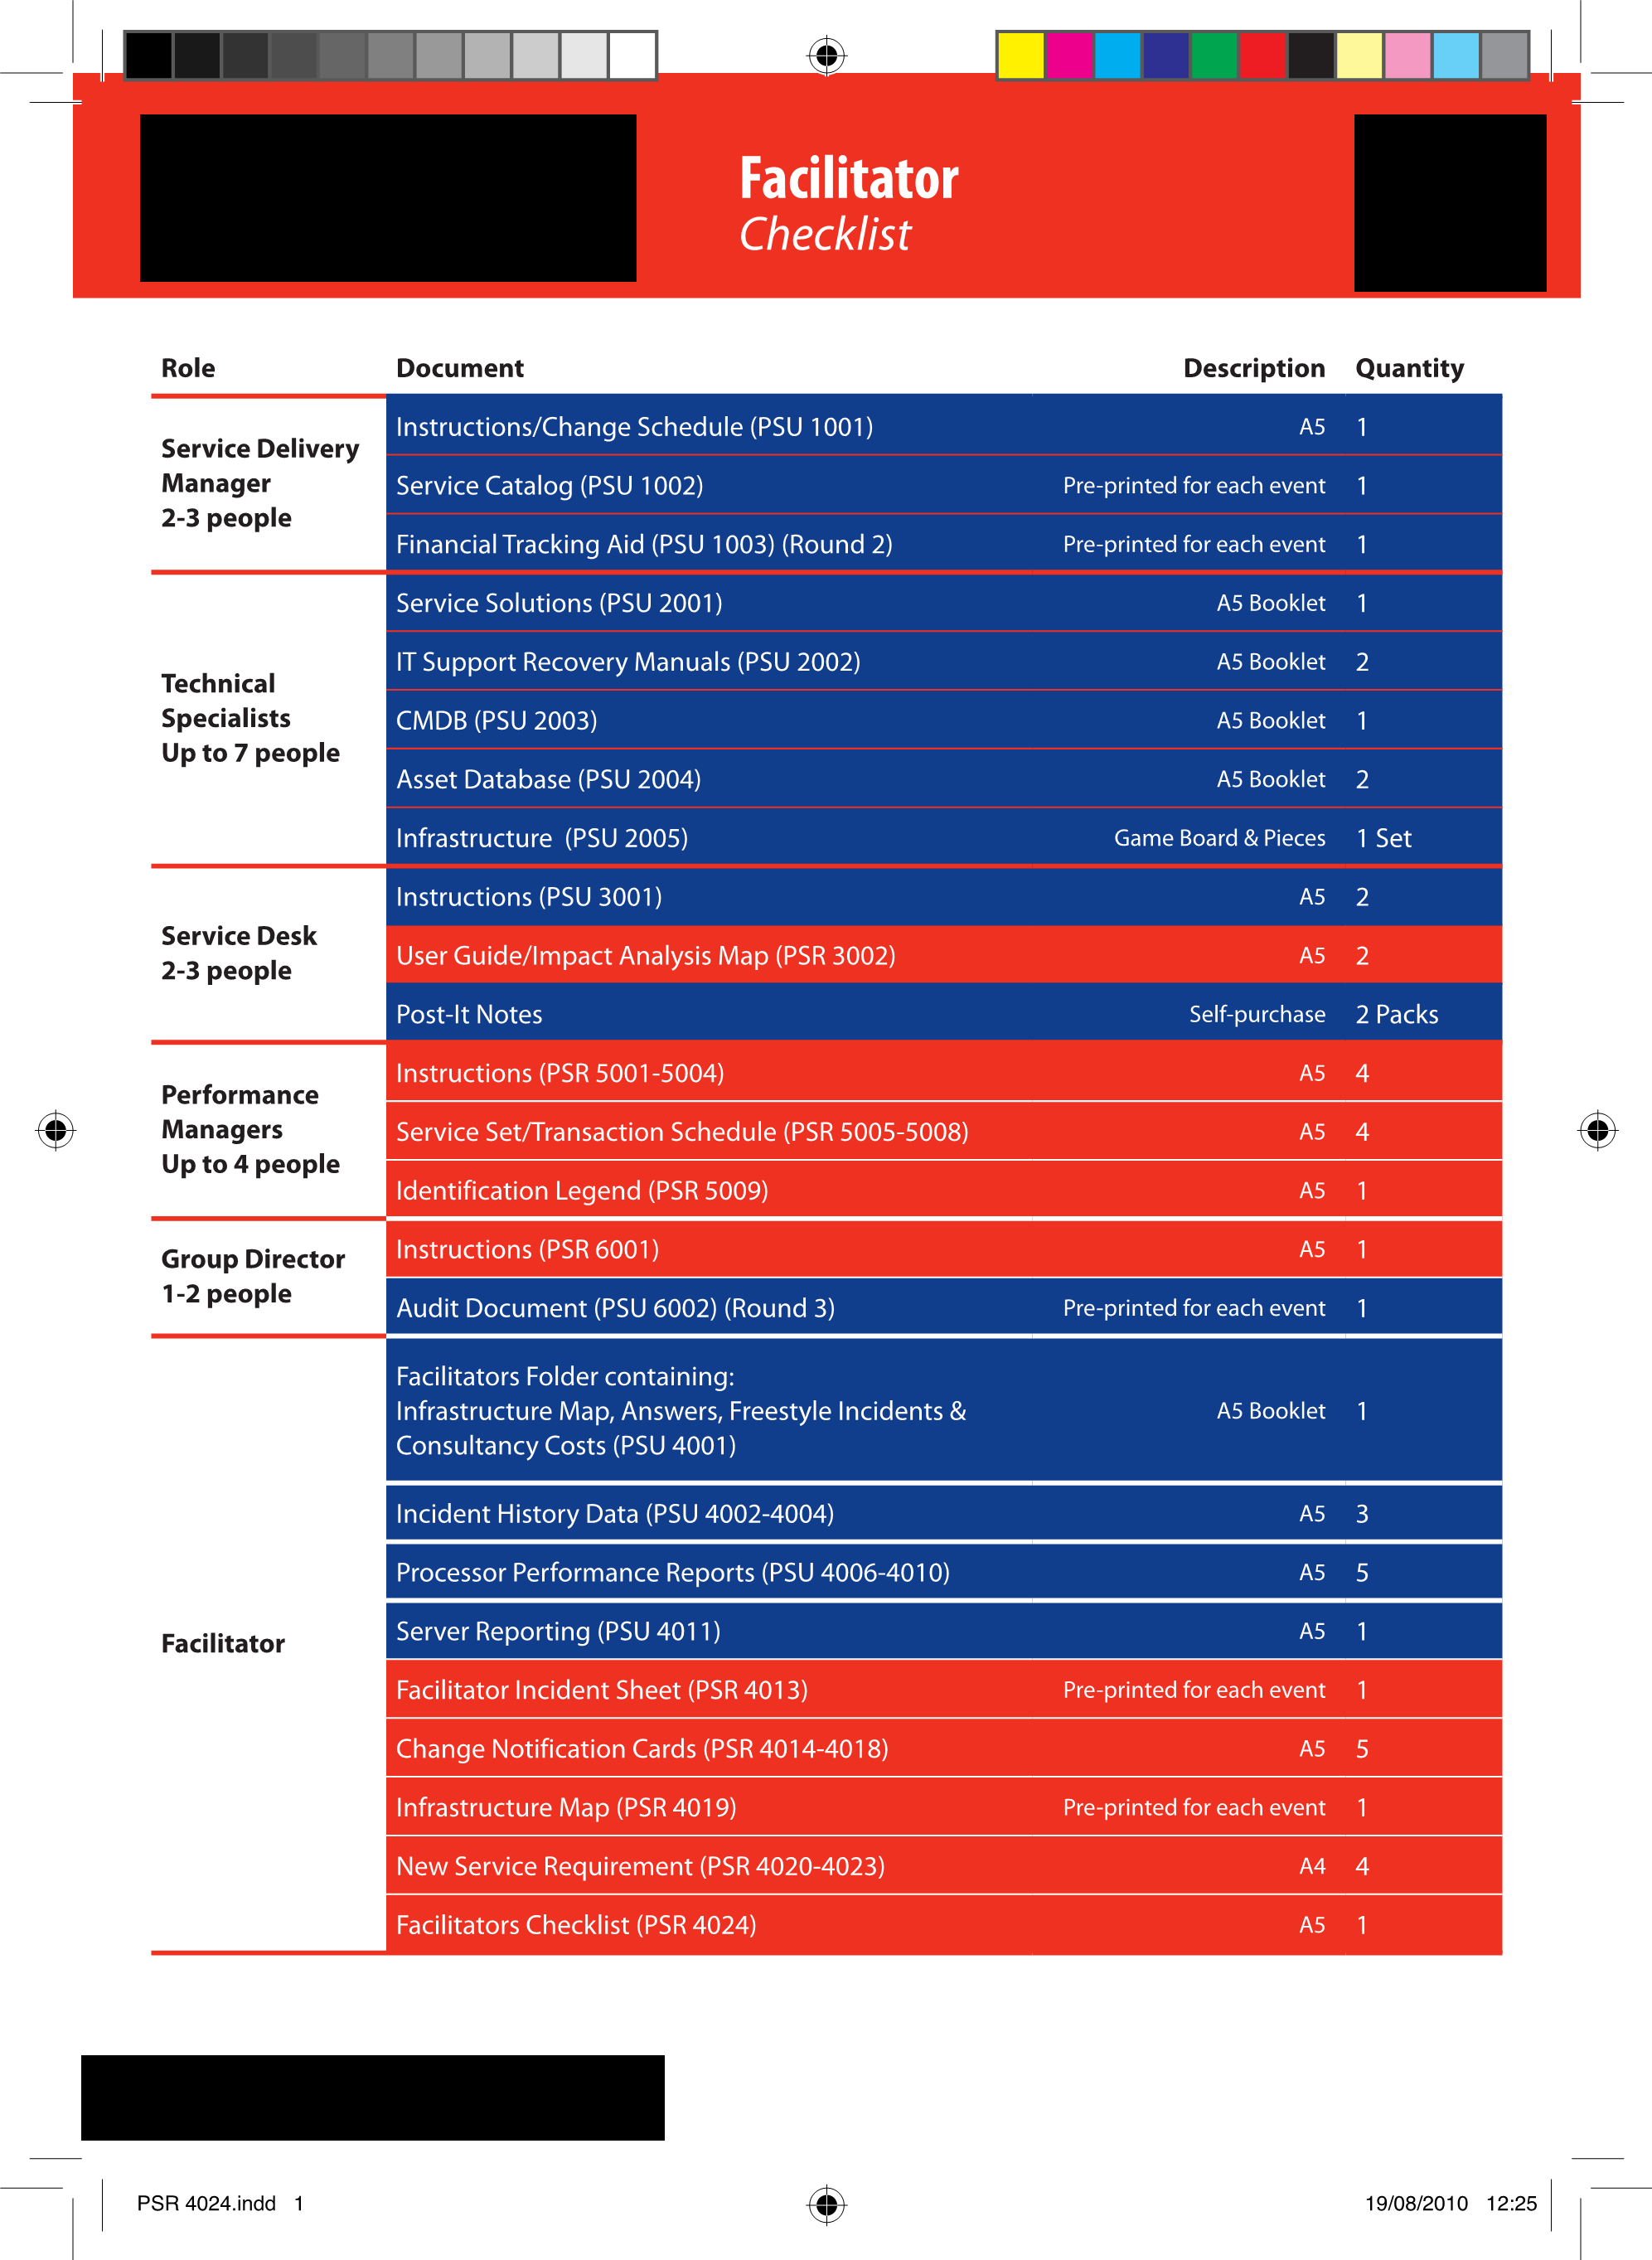 Facilitator
Checklist
Role Document Description Quantity
Service Delivery
Manager
2-3 people
Instructions/Change Schedule (PSU 1001) A5 1
Service Catalog (PSU 1002) Pre-printed for each event 1
Financial Tracking Aid (PSU 1003) (Round 2) Pre-printed for each event 1
Technical
Specialists
Up to 7 people
Service Solutions (PSU 2001) A5 Booklet 1
IT Support Recovery Manuals (PSU 2002) A5 Booklet 2
CMDB (PSU 2003) A5 Booklet 1
Asset Database (PSU 2004) A5 Booklet 2
Infrastructure (PSU 2005) Game Board & Pieces 1 Set
Service Desk
2-3 people
Instructions (PSU 3001) A5 2
User Guide/Impact Analysis Map (PSR 3002) A5 2
Post-It Notes Self-purchase 2 Packs
Performance
Managers
Up to 4 people
Instructions (PSR 5001-5004) A5 4
Service Set/Transaction Schedule (PSR 5005-5008) A5 4
Identification Legend (PSR 5009) A5 1
Group Director
1-2 people
Instructions (PSR 6001) A5 1
Audit Document (PSU 6002) (Round 3) Pre-printed for each event 1
Facilitator
Facilitators Folder containing:
Infrastructure Map, Answers, Freestyle Incidents &
Consultancy Costs (PSU 4001) A5 Booklet 1
Incident History Data (PSU 4002-4004) A5 3
Processor Performance Reports (PSU 4006-4010) A5 5
Server Reporting (PSU 4011) A5 1
Facilitator Incident Sheet (PSR 4013) Pre-printed for each event 1
Change Notification Cards (PSR 4014-4018) A5 5
Infrastructure Map (PSR 4019) Pre-printed for each event 1
New Service Requirement (PSR 4020-4023) A4 4
Facilitators Checklist (PSR 4024) A5 1
PSR 4024.indd 1 19/08/2010 12:25